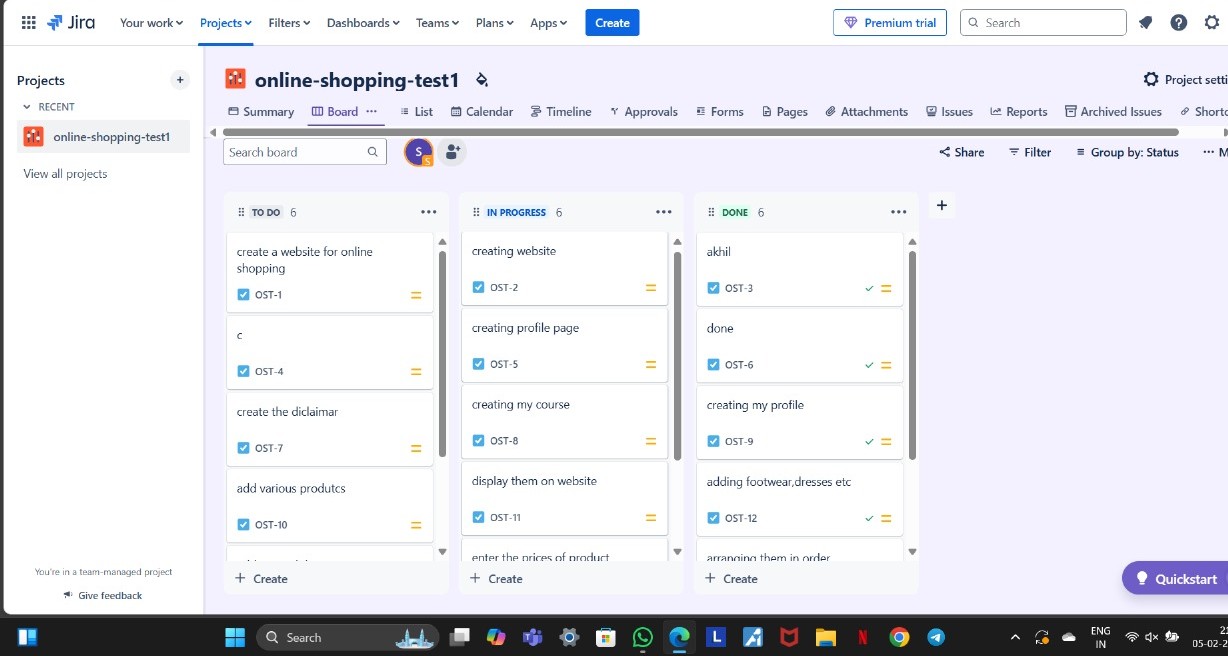 Jira Your work Projects Filters Dashboards Teams Plans Apps Create Premium trial Search
Projects
RECENT
online-shopping-test1
View all projects
You're in a team-managed project
Give feedback
online-shopping-test1
Project setti
Summary Board List Calendar Timeline Approvals Forms Pages Attachments Issues Reports Archived Issues Shortc
Search board S S Share Filter Group by: Status M
TO DO 6
create a website for online
shopping
OST-1
c
OST-4
create the diclaimar
OST-7
add various produtcs
OST-10
Create
IN PROGRESS 6
creating website
OST-2
creating profile page
OST-5
creating my course
OST-8
display them on website
OST-11
enter the prices of product
Create
DONE 6
akhil
OST-3
done
OST-6
creating my profile
OST-9
adding footwear,dresses etc
OST-12
arranging them in order
Create
Quickstart
Search
ENG
IN
05-02-2